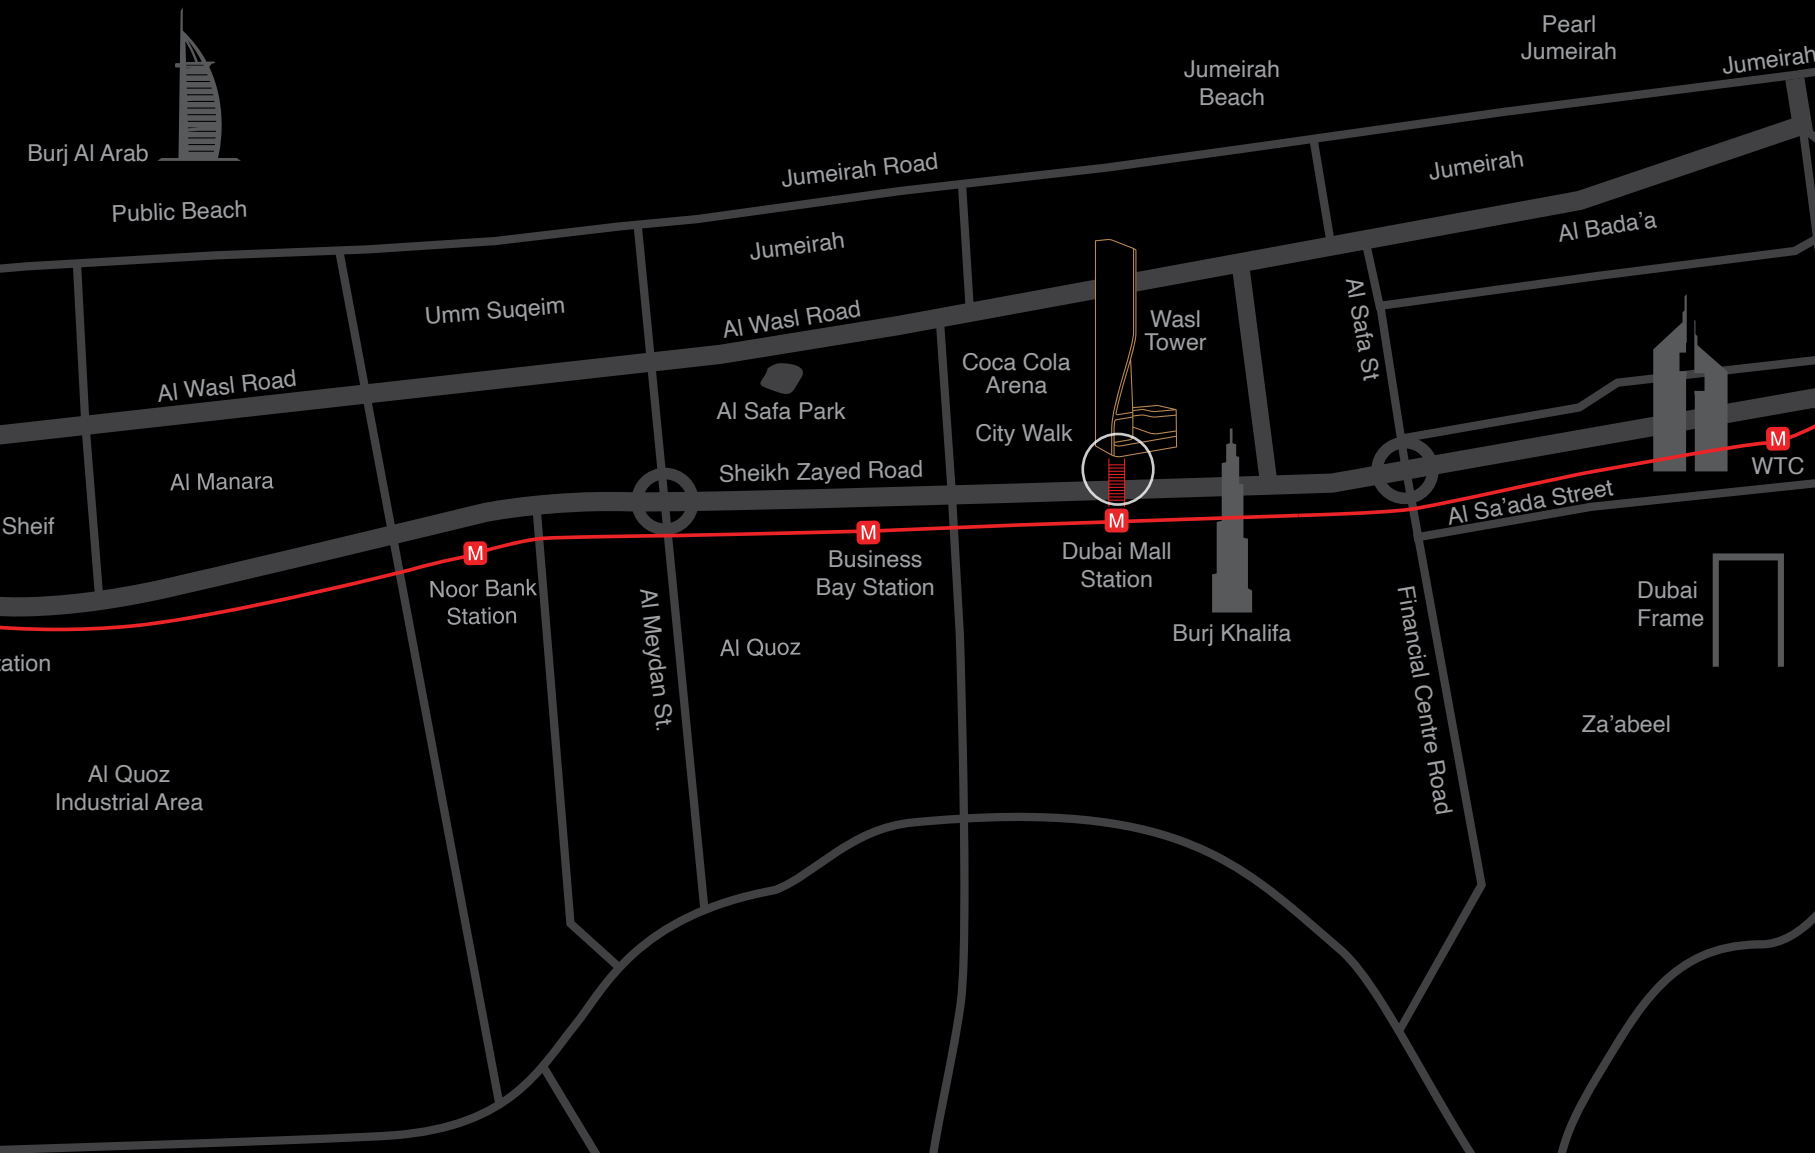 Pearl
Jumeirah
Jumeirah
Jumeirah
Beach
Burj Al Arab
Public Beach
Jumeirah Road
Jumeirah
Jumeirah
Al Bada’a
Umm Suqeim
Al Wasl Road
Al Wasl Road
Wasl
Tower
Al Safa St
Coca Cola
Arena
City Walk
Al Safa Park
Sheikh Zayed Road
Al Manara
M
WTC
Sheif
M
Noor Bank
Station
M
Business
Bay Station
M
Dubai Mall
Station
Al Sa’ada Street
Dubai
Frame
Burj Khalifa
Al Meydan St.
Al Quoz
Financial Centre Road
ation
Za’abeel
Al Quoz
Industrial Area